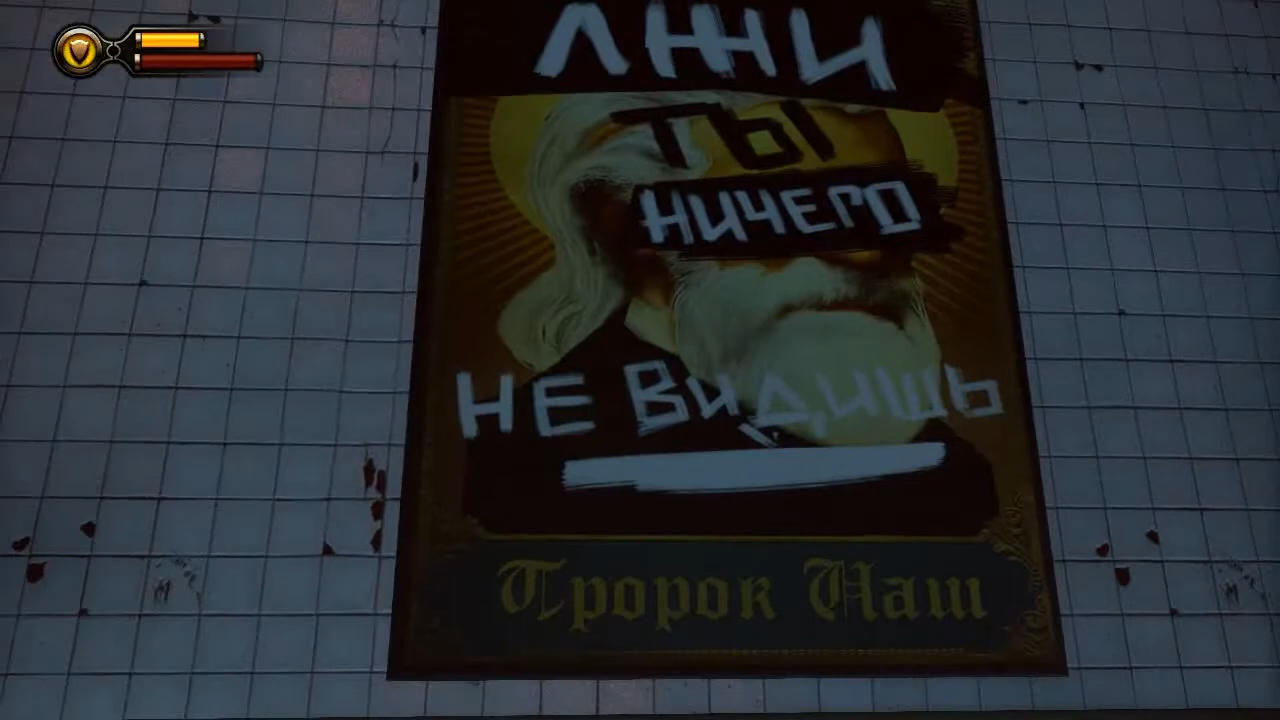 ЛЖИ
ТЫ
НИЧЕГО
НЕ ВИДИШЬ
Пророк Наш